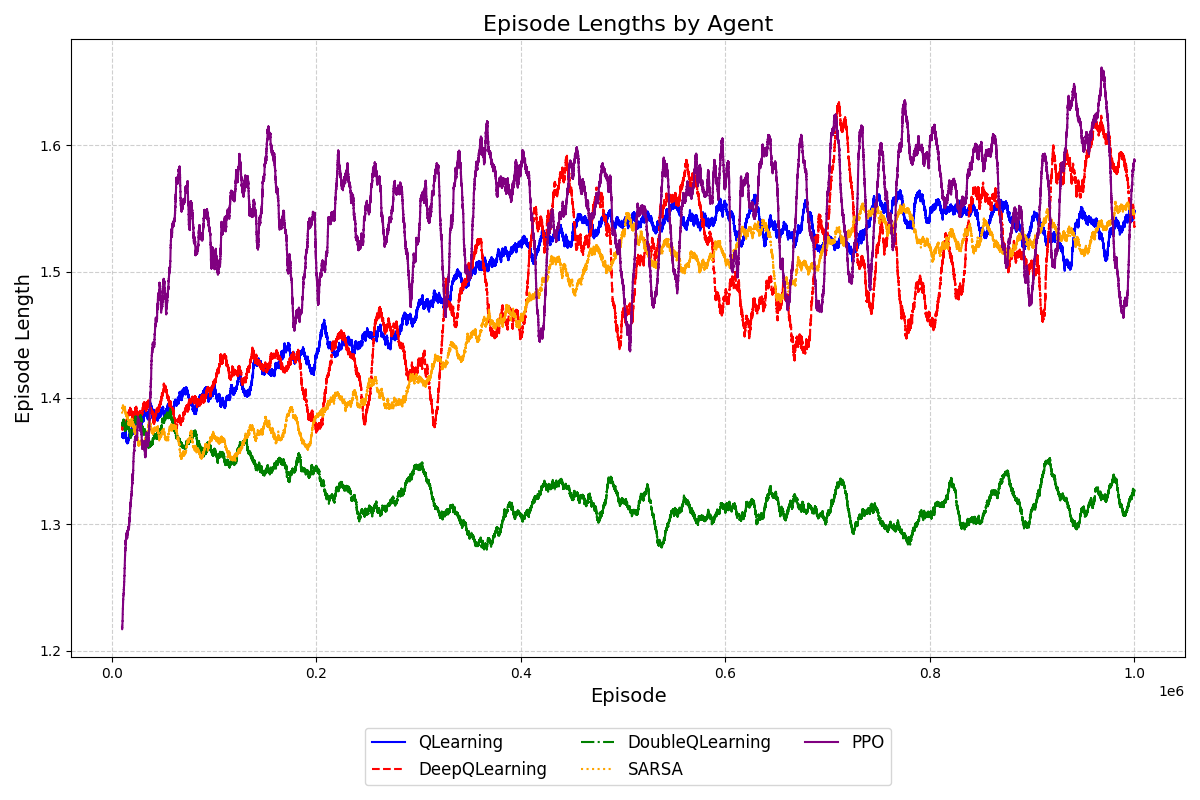 Episode Lengths by Agent
Episode Length
1.6
1.5
1.4
1.3
1.2
0.0 0.2 0.4 0.6 0.8 1.0
1e6
Episode
QLearning DoubleQLearning PPO
DeepQLearning SARSA